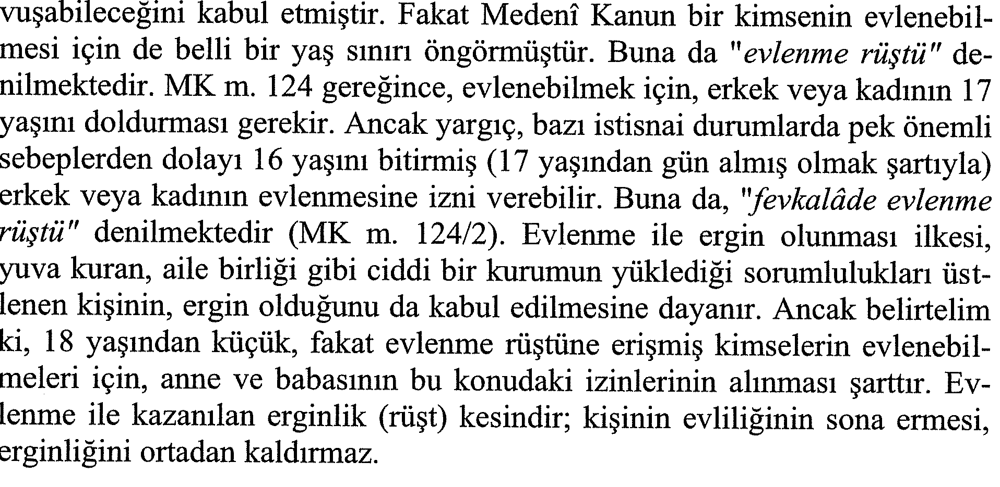 vuşabileceğini kabul etmiştir. Fakat Medenî Kanun bir kimsenin evlenebil-
mesi için de belli bir yaş sınırı öngörmüştür. Buna da "evlenme rüştü" de-
nilmektedir. MK m. 124 gereğince, evlenebilmek için, erkek veya kadının 17
yaşını doldurması gerekir. Ancak yargıç, bazı istisnai durumlarda pek önemli
sebeplerden dolayı 16 yaşını bitirmiş (17 yaşından gün almış olmak şartıyla)
erkek veya kadının evlenmesine izni verebilir. Buna da, "fevkalâde evlenme
rüştü" denilmektedir (MK m. 124/2). Evlenme ile ergin olunması ilkesi,
yuva kuran, aile birliği gibi ciddi bir kurumun yüklediği sorumlulukları üst-
lenen kişinin, ergin olduğunu da kabul edilmesine dayanır. Ancak belirtelim
ki, 18 yaşından küçük, fakat evlenme rüştüne erişmiş kimselerin evlenebil-
meleri için, anne ve babasının bu konudaki izinlerinin alınması şarttır. Ev-
lenme ile kazanılan erginlik (rüşt) kesindir; kişinin evliliğinin sona ermesi,
erginliğini ortadan kaldırmaz.